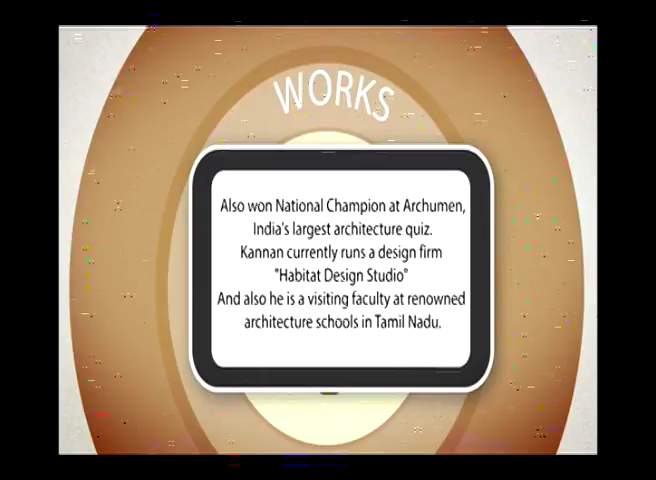 WORKS
Also won National Champion at Archumen,
India's largest architecture quiz.
Kannan currently runs a design firm
"Habitat Design Studio"
And also he is a visiting faculty at renowned
architecture schools in Tamil Nadu.